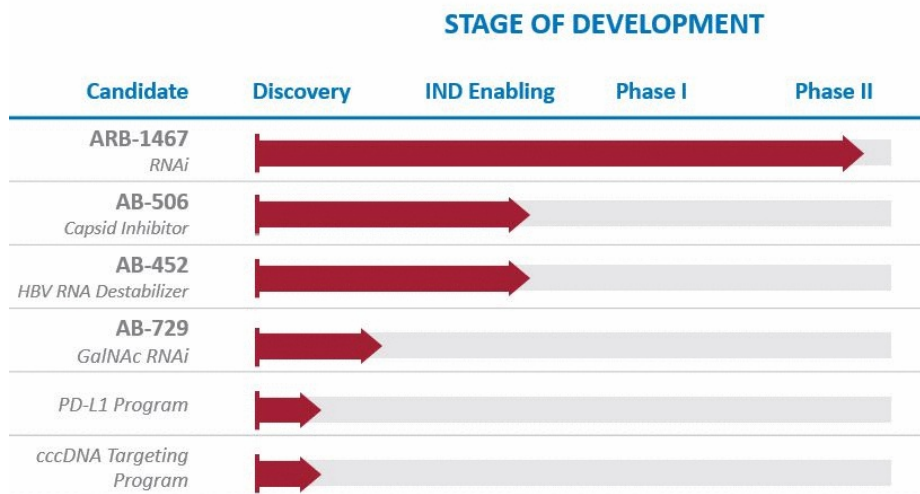 STAGE OF DEVELOPMENT
Candidate Discovery IND Enabling Phase I Phase II
ARB-1467
RNAi
AB-506
Capsid Inhibitor
AB-452
HBV RNA Destabilizer
AB-729
GalNAc RNAi
PD-L1 Program
cccDNA Targeting
Program